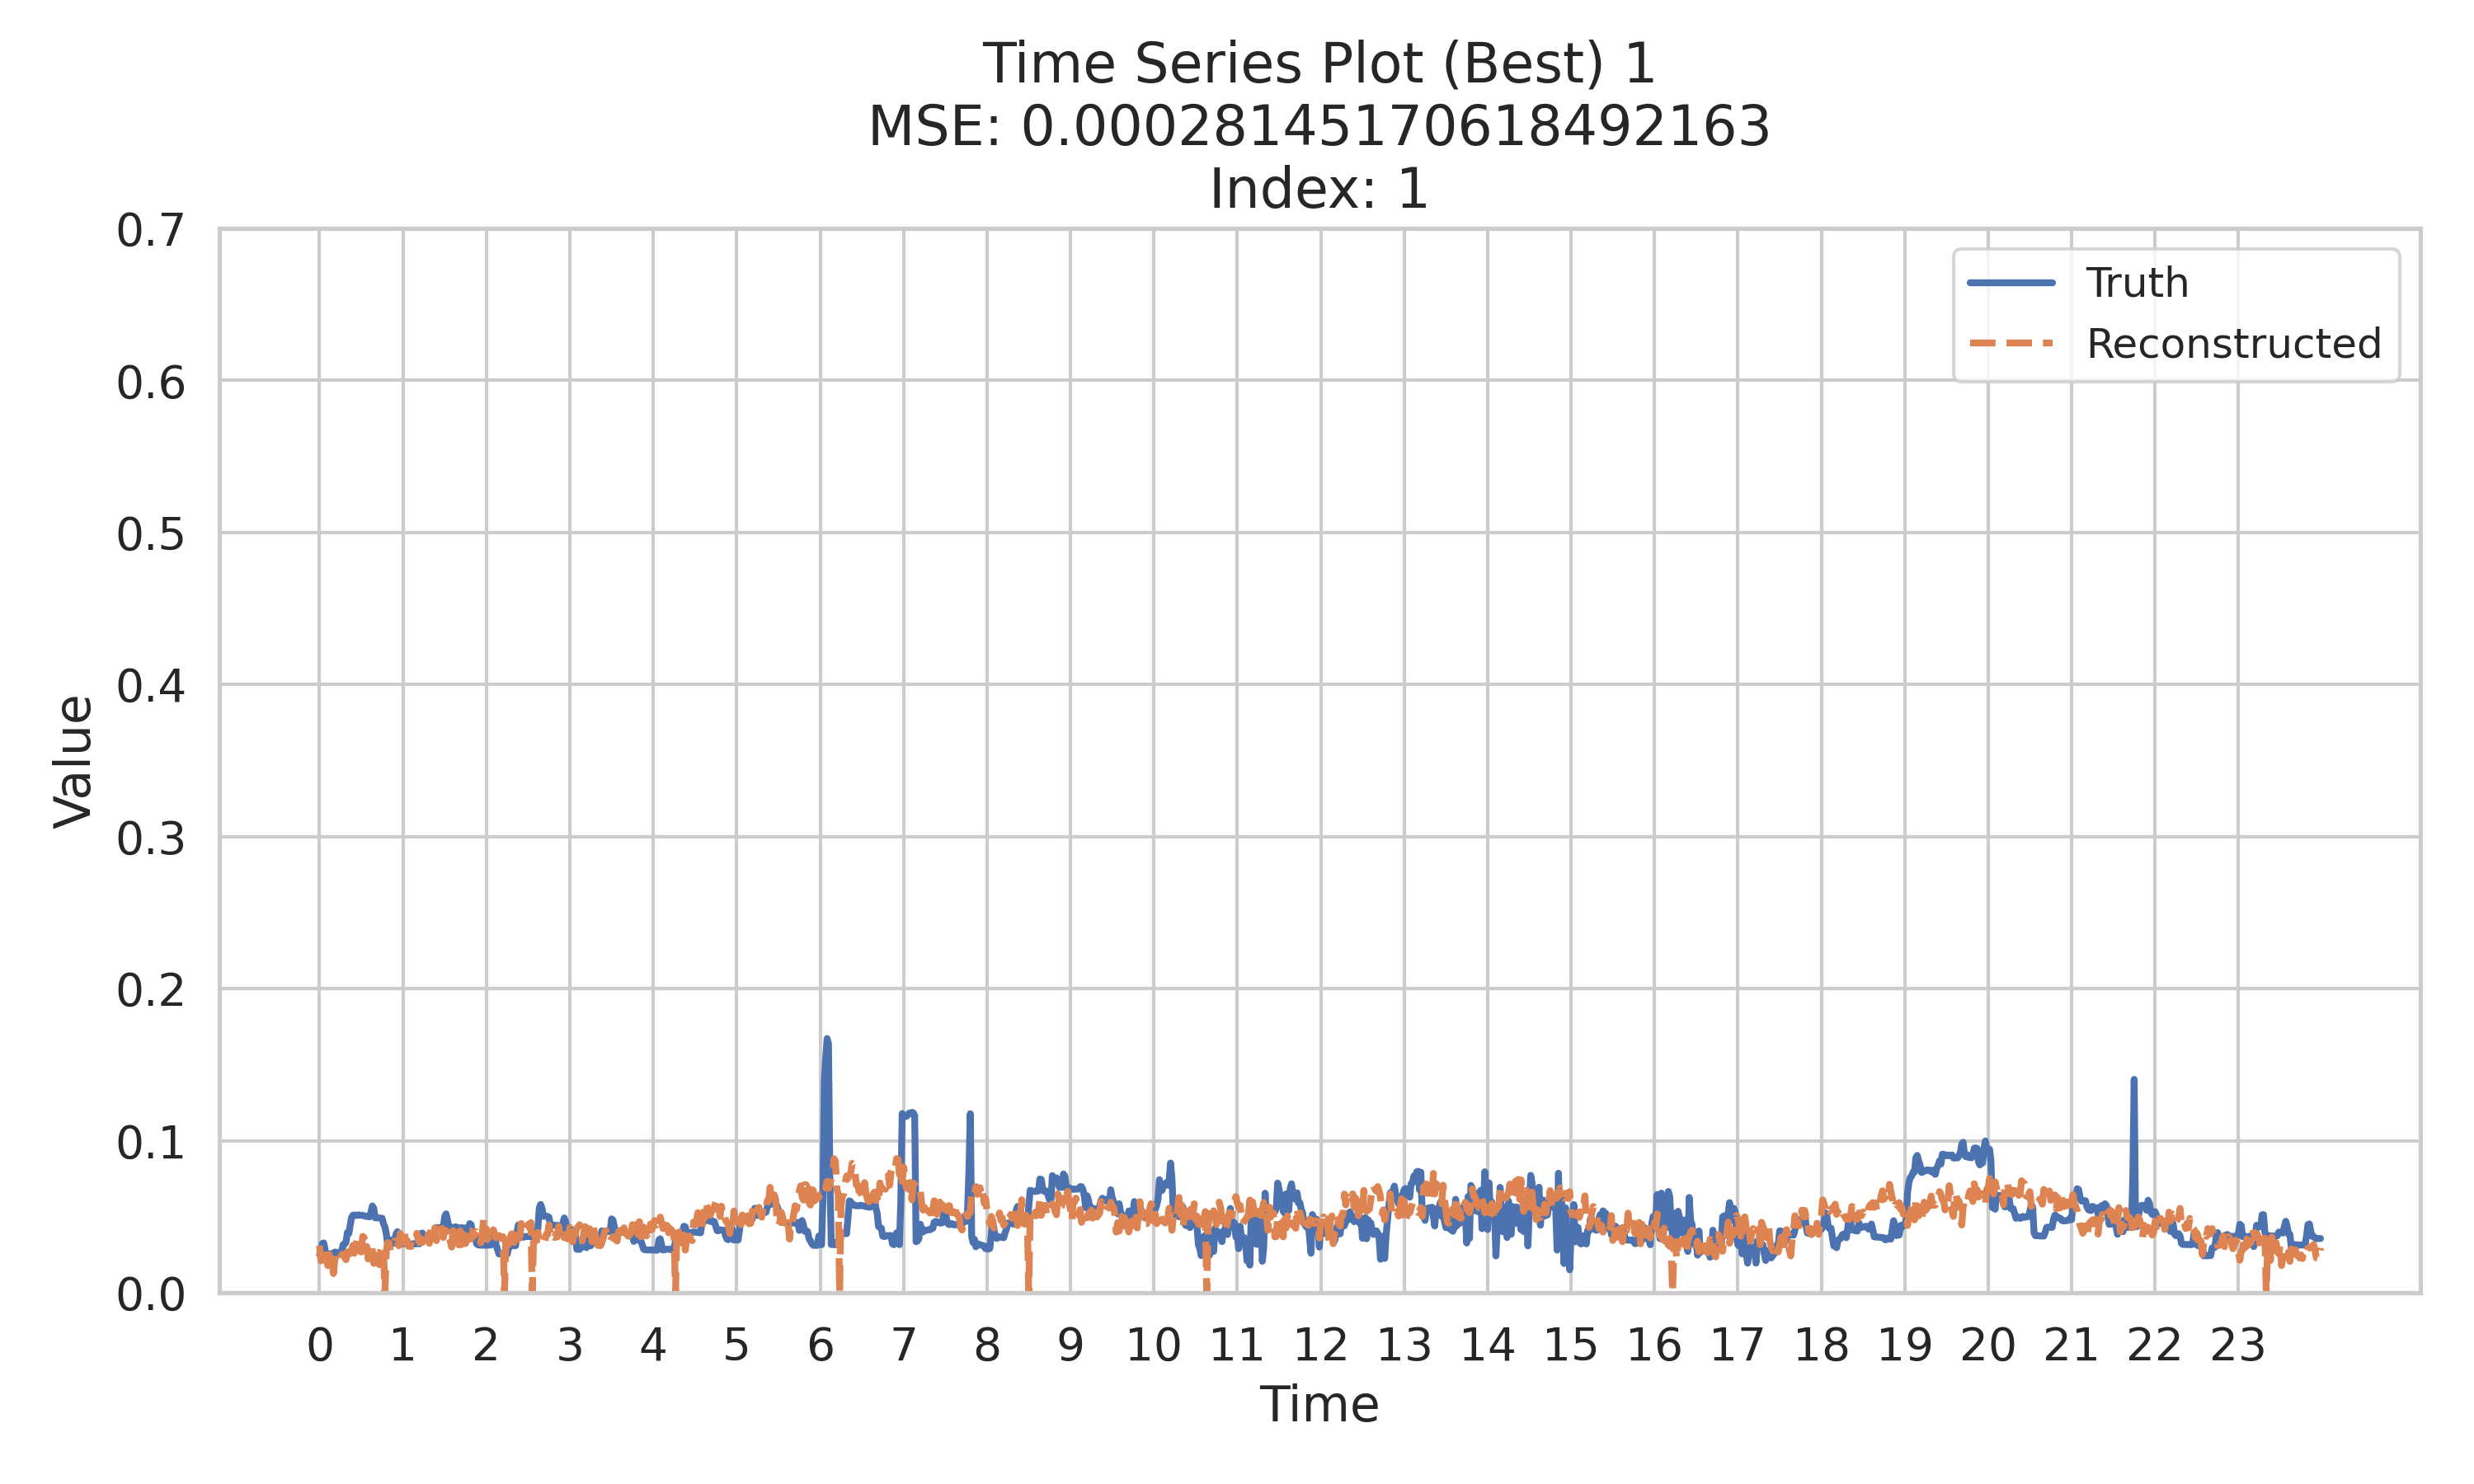 Time Series Plot (Best) 1
MSE: 0.00028145170618492163
Index: 1
Truth
Reconstructed
0.7
0.6
0.5
0.4
0.3
0.2
0.1
0.0
Value
0 1 2 3 4 5 6 7 8 9 10 11 12 13 14 15 16 17 18 19 20 21 22 23
Time